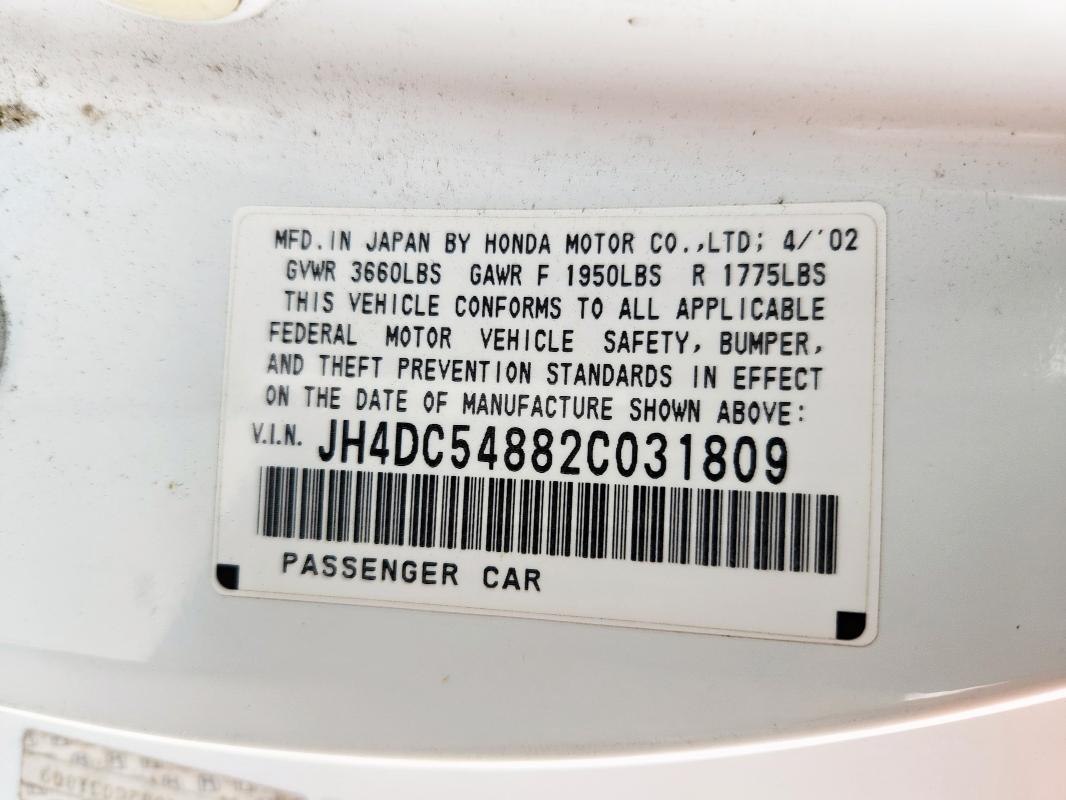 MFD. IN JAPAN BY HONDA MOTOR CO.,LTD; 4/'02
GVWR 3660LBS GAWR F 1950LBS R 1775LBS
THIS VEHICLE CONFORMS TO ALL APPLICABLE
FEDERAL MOTOR VEHICLE SAFETY, BUMPER,
AND THEFT PREVENTION STANDARDS IN EFFECT
ON THE DATE OF MANUFACTURE SHOWN ABOVE:
V.I.N. JH4DC54882C031809
PASSENGER CAR